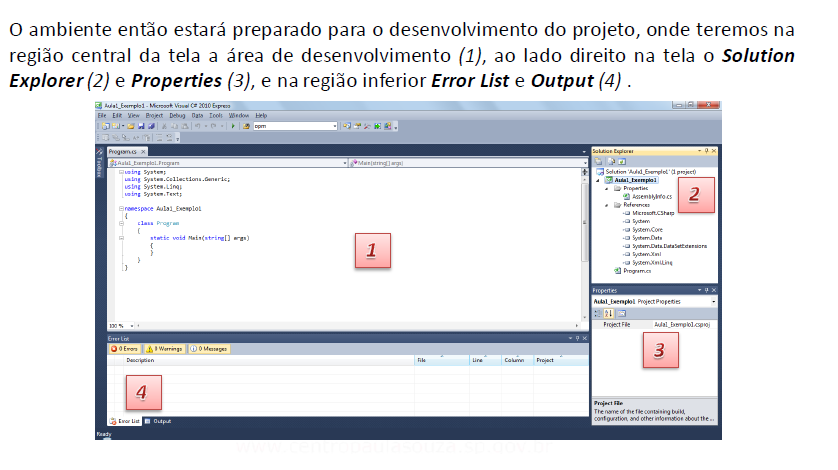 O ambiente então estará preparado para o desenvolvimento do projeto, onde teremos na
região central da tela a área de desenvolvimento (1), ao lado direito na tela o Solution
Explorer (2) e Properties (3), e na região inferior Error List e Output (4) .
Aula1_Exemplo1 - Microsoft Visual C# 2010 Express
File Edit View Project Debug Data Tools Window Help
opm
Toolbox
Program.cs
Aula1_Exemplo1.Program
Main(string[] args)
using System;
using System.Collections.Generic;
using System.Linq;
using System.Text;
namespace Aula1_Exemplo1
{
class Program
{
static void Main(string[] args)
{
}
}
}
1
100 %
Solution Explorer
Solution 'Aula1_Exemplo1' (1 project)
Aula1_Exemplo1
Properties
AssemblyInfo.cs
References
Microsoft.CSharp
System
System.Core
System.Data
System.Data.DataSetExtensions
System.Xml
System.Xml.Linq
Program.cs
2
Properties
Aula1_Exemplo1 Project Properties
Project File Aula1_Exemplo1.csproj
3
Project File
The name of the file containing build,
configuration, and other information about the ...
Error List
0 Errors 0 Warnings 0 Messages
Description File Line Column Project
4
Error List Output
Ready